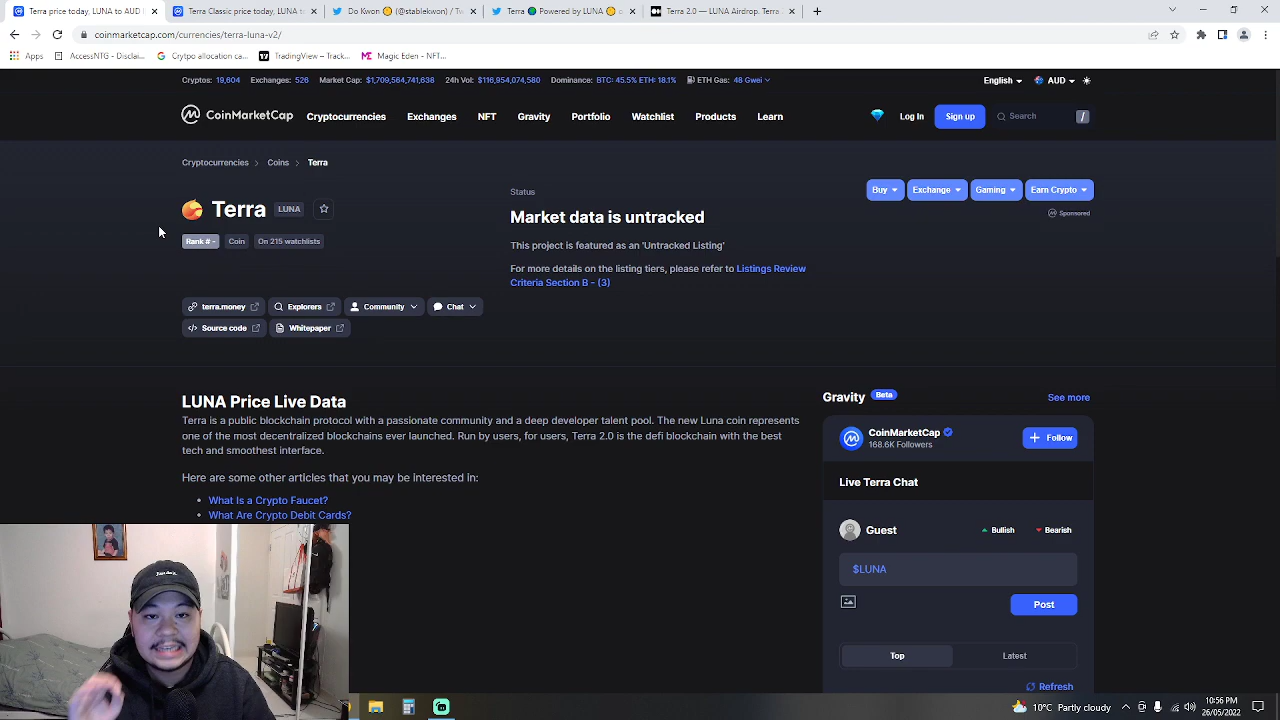 Terra price today, LUNA to AUD l
Terra Classic price today, LUNA to
Do Kwon 🌕 (@stablekwon) / Tw
Terra 🌍 Powered by LUNA 🌕 o
Terra 2.0 — LUNA Airdrop. Terra
coinmarketcap.com/currencies/terra-luna-v2/
Apps
AccessNTG - Disclai...
Crytpo allocation ca...
TradingView – Track...
Magic Eden - NFT...
Cryptos: 19,604 Exchanges: 526 Market Cap: $1,709,564,741,638 24h Vol: $116,954,074,580 Dominance: BTC: 45.5% ETH: 18.1% ETH Gas: 48 Gwei
English AUD
CoinMarketCap
Cryptocurrencies Exchanges NFT Gravity Portfolio Watchlist Products Learn
Log In Sign up Search /
Cryptocurrencies > Coins > Terra
Terra LUNA
Rank # - Coin On 215 watchlists
terra.money Explorers Community Chat
Source code Whitepaper
Status
Market data is untracked
This project is featured as an 'Untracked Listing'
For more details on the listing tiers, please refer to Listings Review
Criteria Section B - (3)
Buy Exchange Gaming Earn Crypto
Sponsored
LUNA Price Live Data
Terra is a public blockchain protocol with a passionate community and a deep developer talent pool. The new Luna coin represents
one of the most decentralized blockchains ever launched. Run by users, for users, Terra 2.0 is the defi blockchain with the best
tech and smoothest interface.
Here are some other articles that you may be interested in:
What Is a Crypto Faucet?
What Are Crypto Debit Cards?
Gravity Beta See more
CoinMarketCap
168.6K Followers
+ Follow
Live Terra Chat
Guest Bullish Bearish
$LUNA
Post
Top Latest
Refresh
10°C Partly cloudy
10:56 PM
26/05/2022